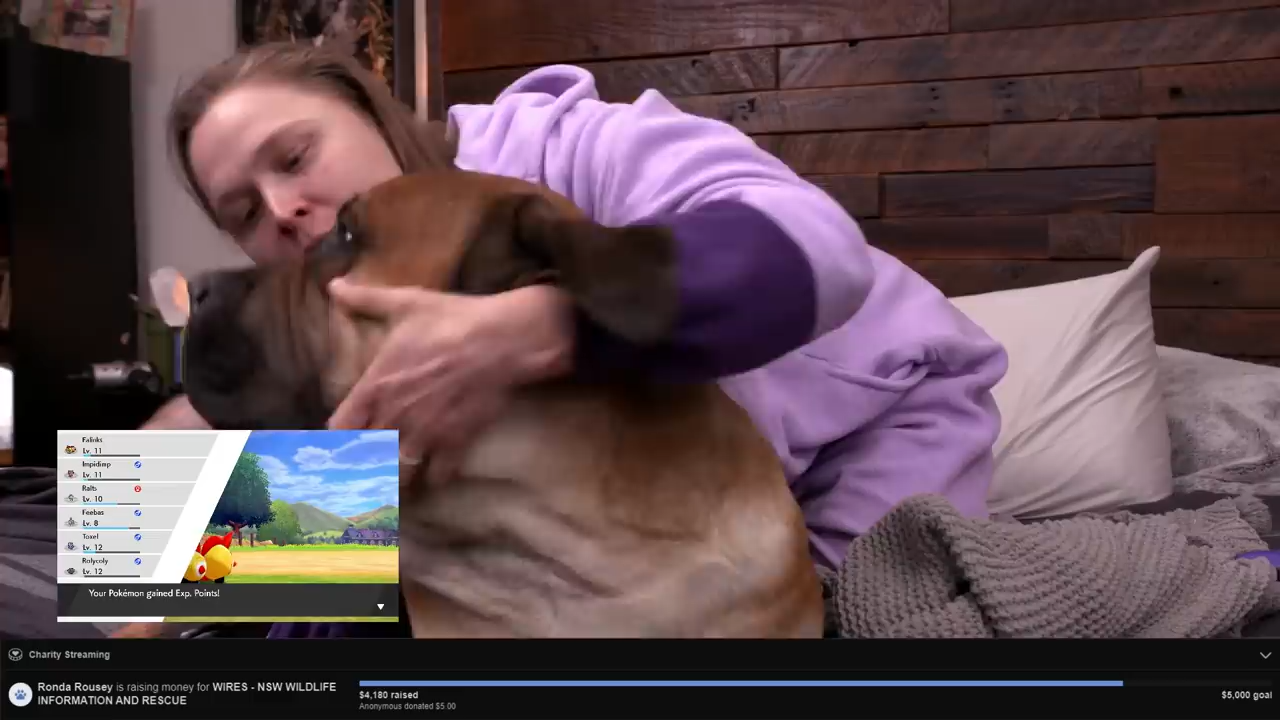 Falinks
Lv. 11
Impidimp
Lv. 11
Ralts
Lv. 10
Feebas
Lv. 8
Toxel
Lv. 12
Rolycoly
Lv. 12
Your Pokémon gained Exp. Points!
Charity Streaming
Ronda Rousey is raising money for WIRES - NSW WILDLIFE
INFORMATION AND RESCUE
$4,180 raised
$5,000 goal
Anonymous donated $5.00